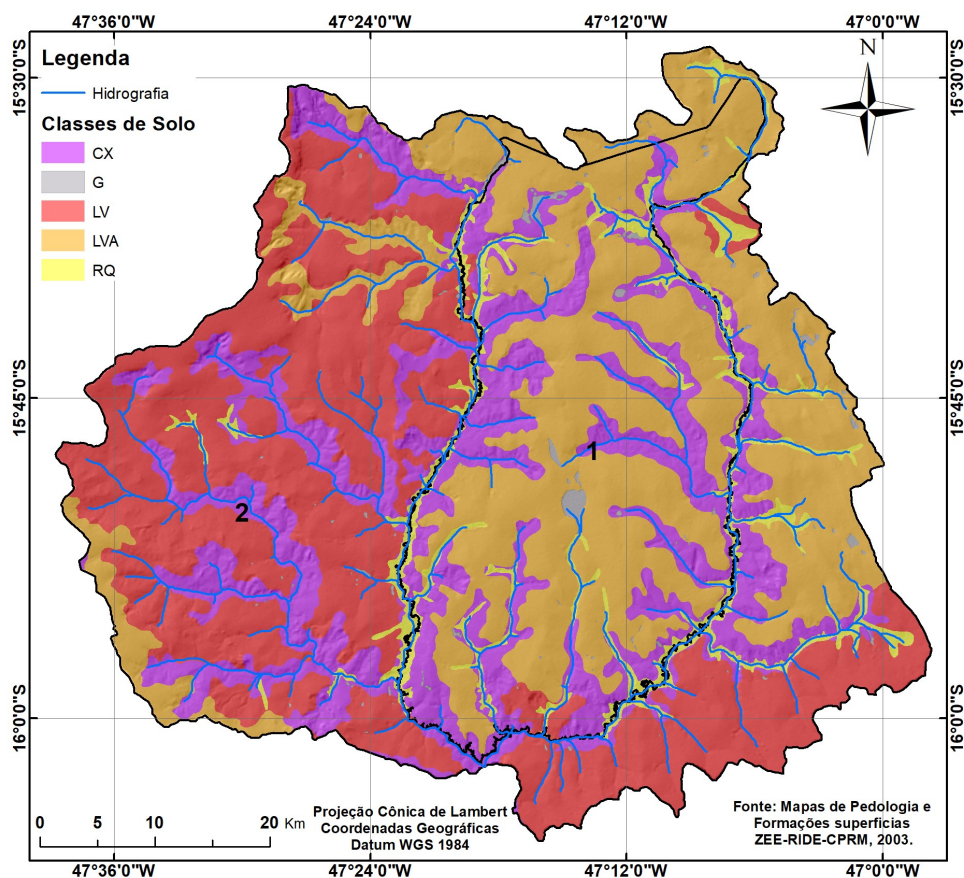 47°36'0"W
47°24'0"W
47°12'0"W
47°0'0"W
Legenda
Hidrografia
Classes de Solo
CX
G
LV
LVA
RQ
N
15°30'0"S
15°30'0"S
15°45'0"S
15°45'0"S
1
2
16°0'0"S
16°0'0"S
0 5 10 20 Km
Projeção Cônica de Lambert
Coordenadas Geográficas
Datum WGS 1984
Fonte: Mapas de Pedologia e
Formações superficias
ZEE-RIDE-CPRM, 2003.
47°36'0"W
47°24'0"W
47°12'0"W
47°0'0"W